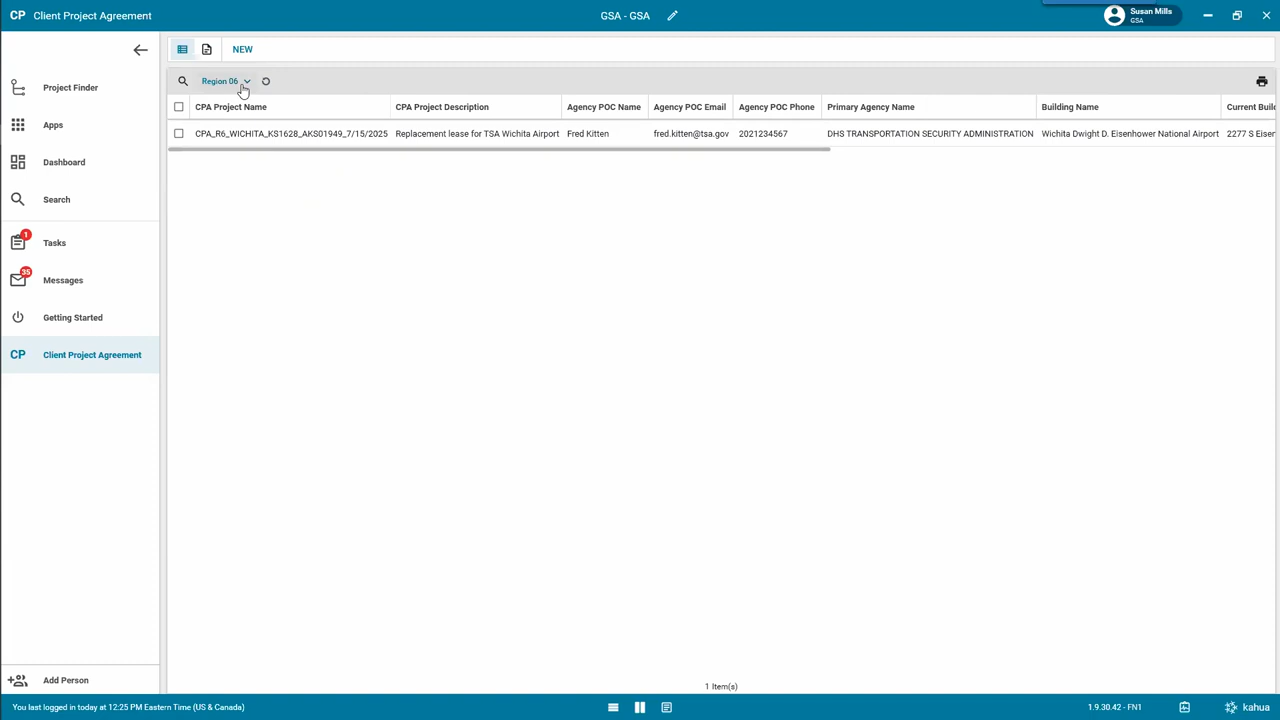 CP Client Project Agreement
GSA - GSA
Susan Mills
GSA
Project Finder
Apps
Dashboard
Search
1
Tasks
35
Messages
Getting Started
CP Client Project Agreement
Add Person
NEW
Region 06
CPA Project Name CPA Project Description Agency POC Name Agency POC Email Agency POC Phone Primary Agency Name Building Name Current Buil
CPA_R6_WICHITA_KS1628_AKS01949_7/15/2025 Replacement lease for TSA Wichita Airport Fred Kitten fred.kitten@tsa.gov 2021234567 DHS TRANSPORTATION SECURITY ADMINISTRATION Wichita Dwight D. Eisenhower National Airport 2277 S Eisen
1 Item(s)
You last logged in today at 12:25 PM Eastern Time (US & Canada)
1.9.30.42 - FN1
kahua